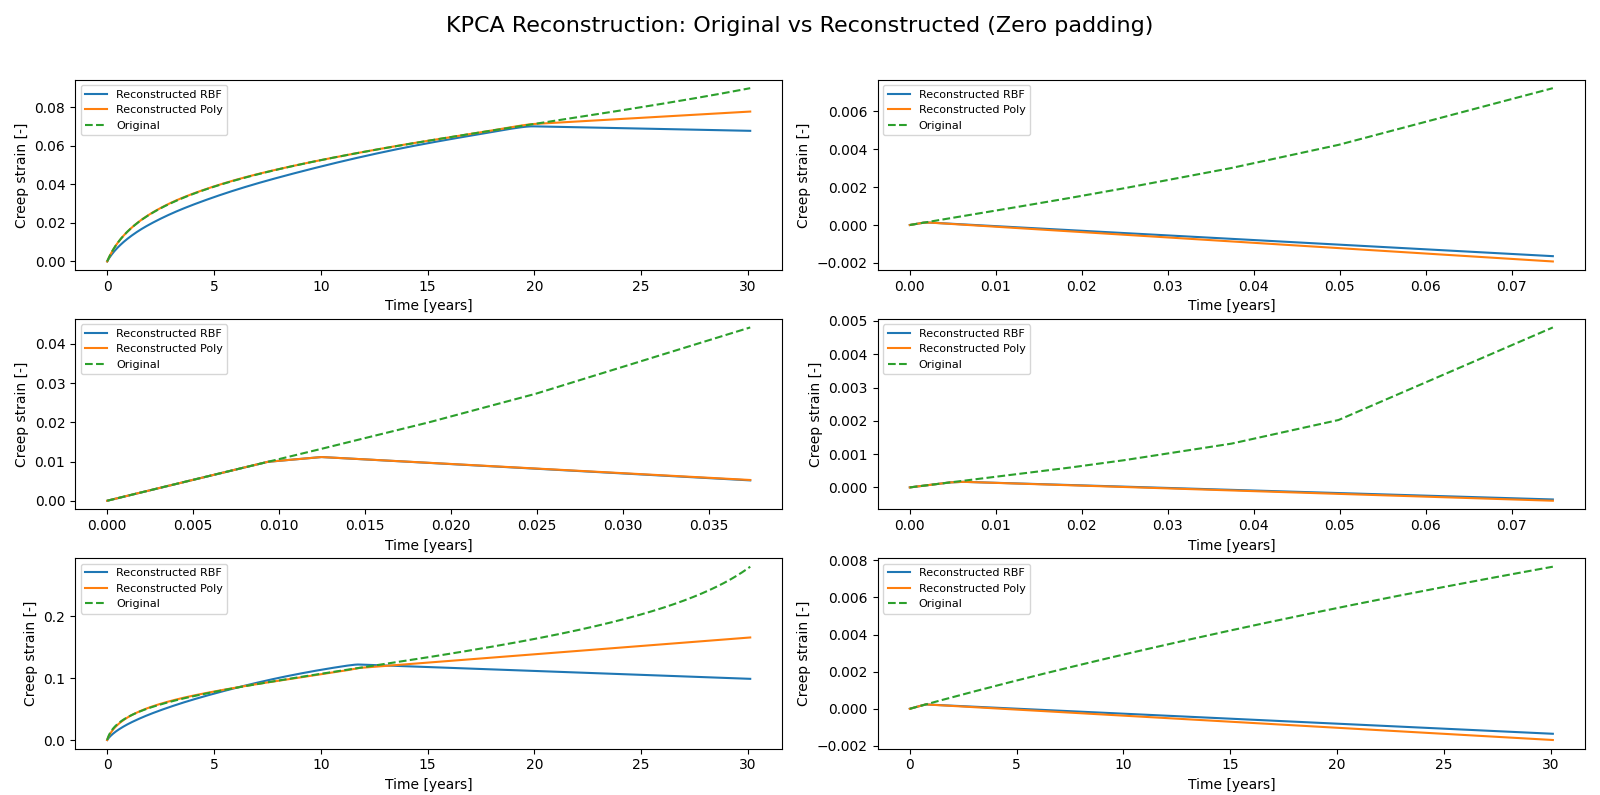 KPCA Reconstruction: Original vs Reconstructed (Zero padding)
Creep strain [-]
0.08
0.06
0.04
0.02
0.00
Reconstructed RBF
Reconstructed Poly
Original
0 5 10 15 20 25 30
Time [years]
Creep strain [-]
0.006
0.004
0.002
0.000
−0.002
Reconstructed RBF
Reconstructed Poly
Original
0.00 0.01 0.02 0.03 0.04 0.05 0.06 0.07
Time [years]
Creep strain [-]
0.04
0.03
0.02
0.01
0.00
Reconstructed RBF
Reconstructed Poly
Original
0.000 0.005 0.010 0.015 0.020 0.025 0.030 0.035
Time [years]
Creep strain [-]
0.005
0.004
0.003
0.002
0.001
0.000
Reconstructed RBF
Reconstructed Poly
Original
0.00 0.01 0.02 0.03 0.04 0.05 0.06 0.07
Time [years]
Creep strain [-]
0.2
0.1
0.0
Reconstructed RBF
Reconstructed Poly
Original
0 5 10 15 20 25 30
Time [years]
Creep strain [-]
0.008
0.006
0.004
0.002
0.000
−0.002
Reconstructed RBF
Reconstructed Poly
Original
0 5 10 15 20 25 30
Time [years]